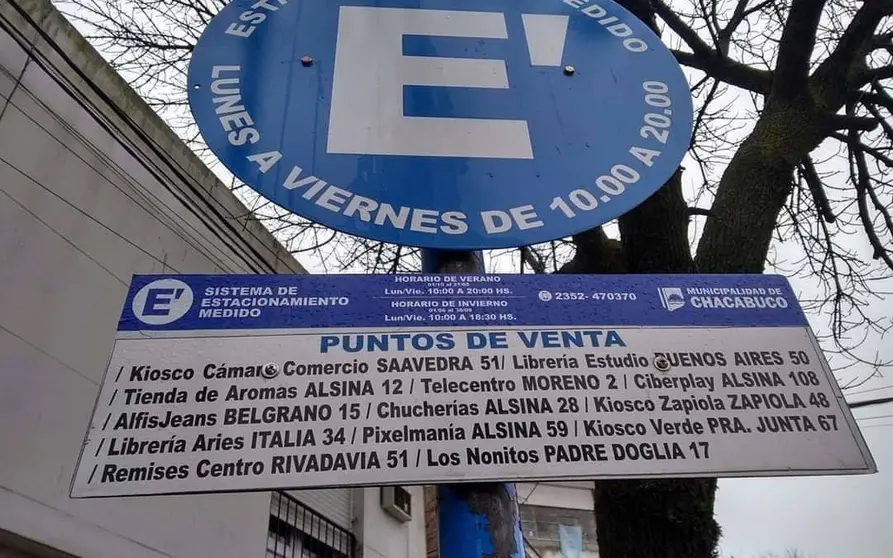 MEDIDO
E'
LUNES A VIERNES DE 10.00 A 20.00
E'
SISTEMA DE
ESTACIONAMIENTO
MEDIDO
HORARIO DE VERANO
Lun/Vie. 10:00 A 20:00 HS.
HORARIO DE INVIERNO
Lun/Vie. 10:00 A 18:30 HS.
2352- 470370
MUNICIPALIDAD DE
CHACABUCO
PUNTOS DE VENTA
/ Kiosco Cámara Comercio SAAVEDRA 51/ Librería Estudio BUENOS AIRES 50
/ Tienda de Aromas ALSINA 12 / Telecentro MORENO 2 / Ciberplay ALSINA 108
/ AlfisJeans BELGRANO 15 / Chucherías ALSINA 28 / Kiosco Zapiola ZAPIOLA 48
/ Librería Aries ITALIA 34 / Pixelmanía ALSINA 59 / Kiosco Verde PRA. JUNTA 67
/ Remises Centro RIVADAVIA 51 / Los Nonitos PADRE DOGLIA 17